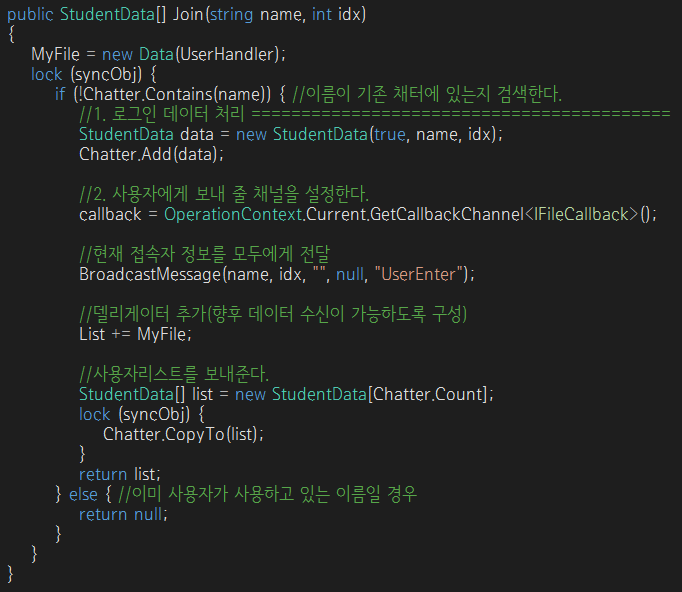 public StudentData[] Join(string name, int idx)
{
MyFile = new Data(UserHandler);
lock (syncObj) {
if (!Chatter.Contains(name)) { //이름이 기존 채터에 있는지 검색한다.
//1. 로그인 데이터 처리 ==========================================
StudentData data = new StudentData(true, name, idx);
Chatter.Add(data);
//2. 사용자에게 보내 줄 채널을 설정한다.
callback = OperationContext.Current.GetCallbackChannel<IFileCallback>();
//현재 접속자 정보를 모두에게 전달
BroadcastMessage(name, idx, "", null, "UserEnter");
//델리게이터 추가(향후 데이터 수신이 가능하도록 구성)
List += MyFile;
//사용자리스트를 보내준다.
StudentData[] list = new StudentData[Chatter.Count];
lock (syncObj) {
Chatter.CopyTo(list);
}
return list;
} else { //이미 사용자가 사용하고 있는 이름일 경우
return null;
}
}
}